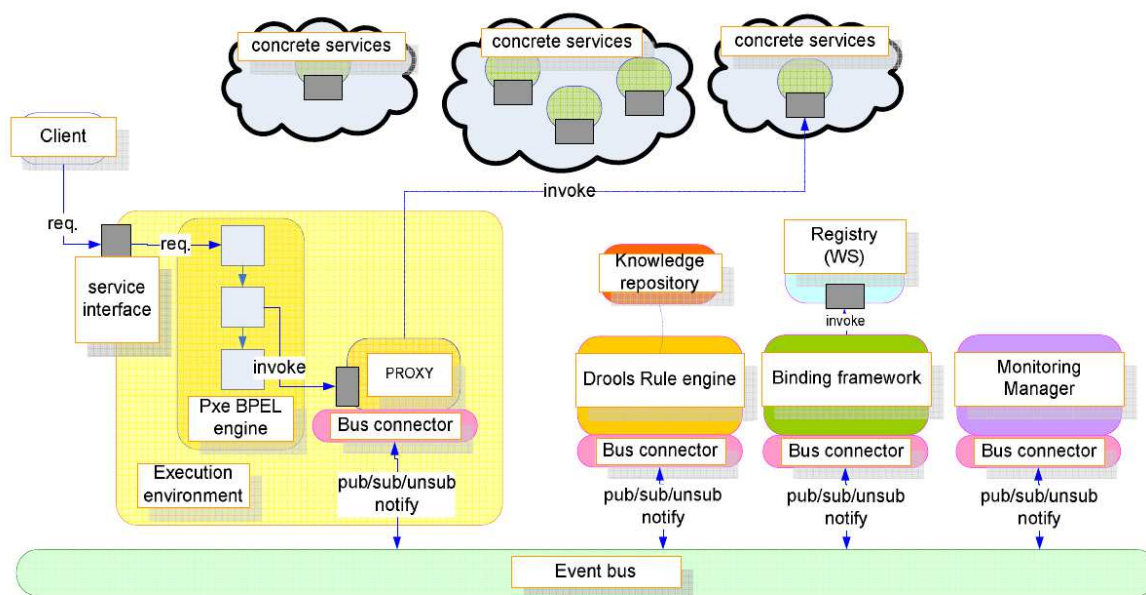 concrete services
concrete services
concrete services
Client
invoke
req.
req.
service
interface
Registry
(WS)
Knowledge
repository
invoke
invoke
PROXY
Drools Rule engine
Binding framework
Monitoring
Manager
Pxe BPEL
engine
Bus connector
Bus connector
Bus connector
Bus connector
Execution
environment
pub/sub/unsub
notify
pub/sub/unsub
notify
pub/sub/unsub
notify
pub/sub/unsub
notify
Event bus